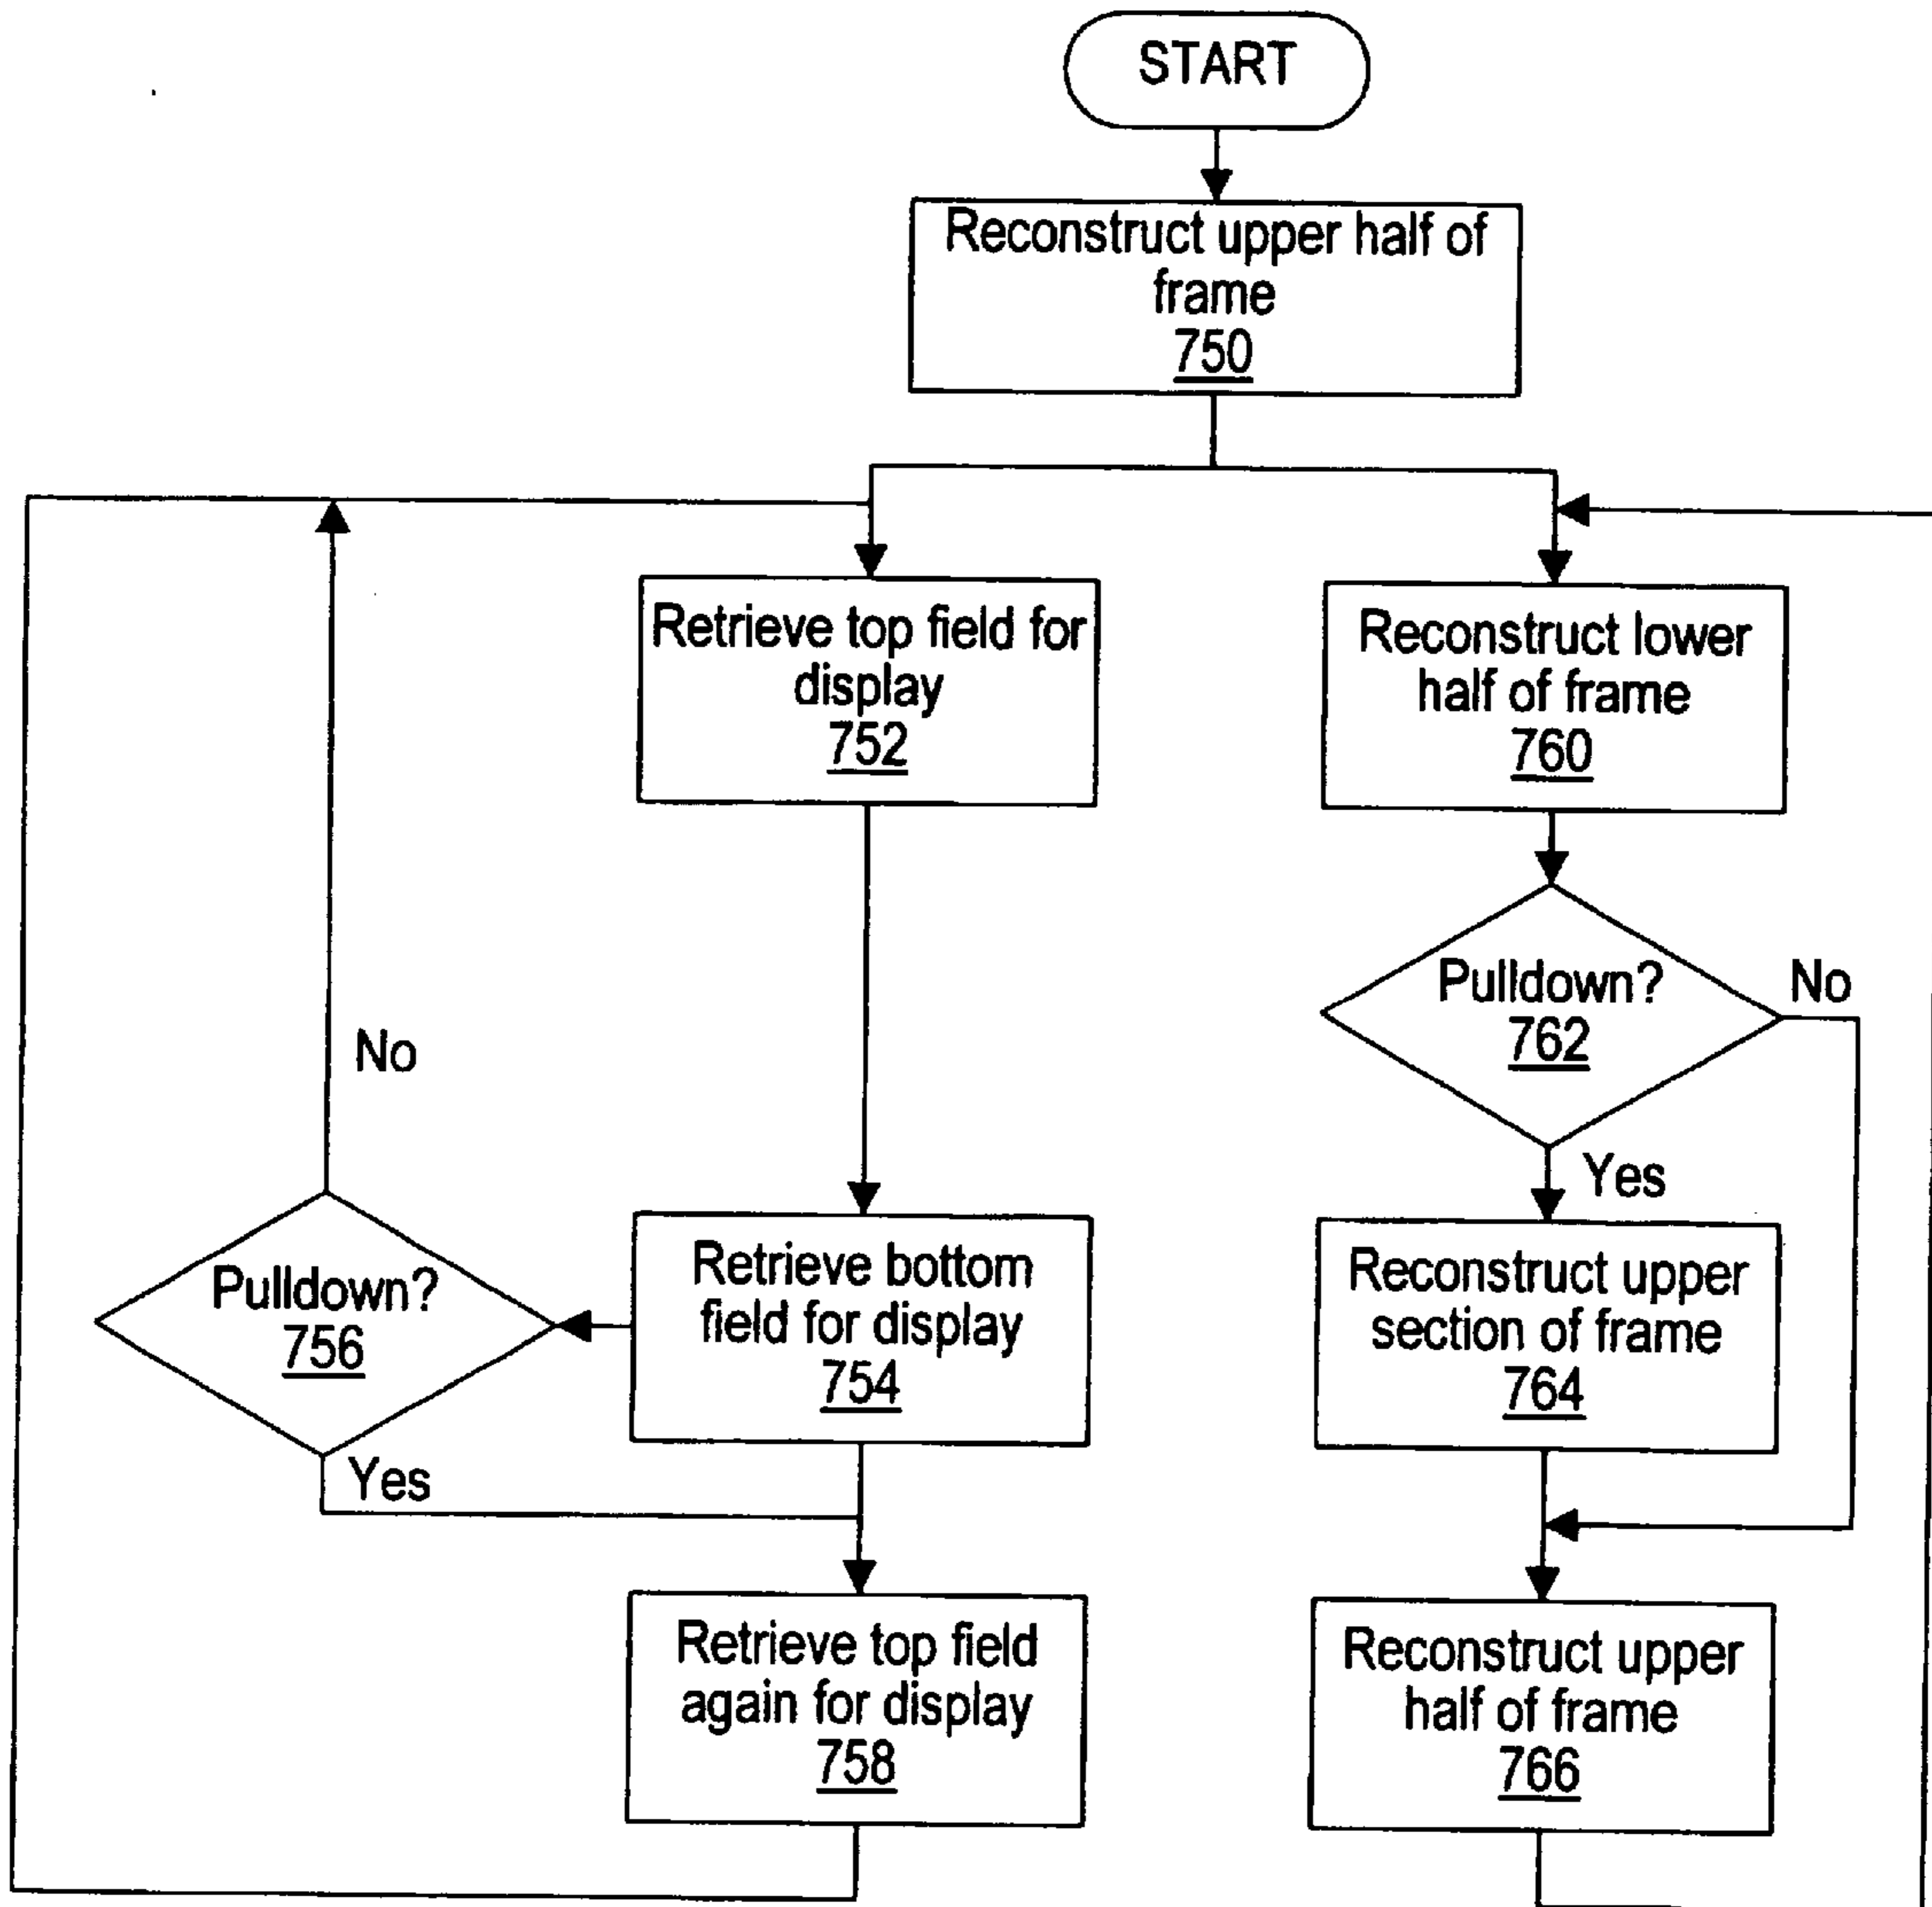 START
Reconstruct upper half of
frame
750
Retrieve top field for
display
752
Reconstruct lower
half of frame
760
Pulldown?
762
No
Yes
No
Pulldown?
756
Yes
Retrieve bottom
field for display
754
Reconstruct upper
section of frame
764
Retrieve top field
again for display
758
Reconstruct upper
half of frame
766